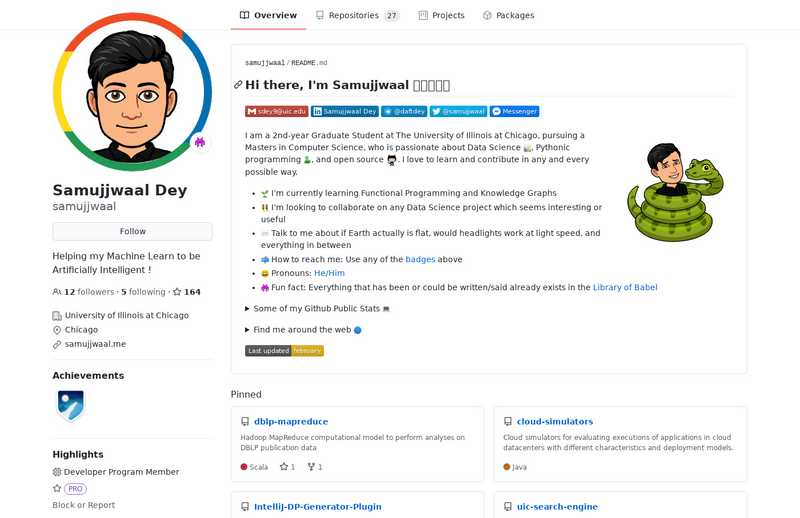 Overview
Repositories 27
Projects
Packages
samujjwaal/README.md
Hi there, I'm Samujjwaal
sdey9@uic.edu
Samujjwaal Dey
@daftdey
@samujjwaal
Messenger
I am a 2nd-year Graduate Student at The University of Illinois at Chicago, pursuing a
Masters in Computer Science, who is passionate about Data Science 📈, Pythonic
programming 🐍, and open source 👨🏻‍💻. I love to learn and contribute in any and every
possible way.
🌱 I'm currently learning Functional Programming and Knowledge Graphs
👯 I'm looking to collaborate on any Data Science project which seems interesting or
useful
💬 Talk to me about if Earth actually is flat, would headlights work at light speed, and
everything in between
📫 How to reach me: Use any of the badges above
😄 Pronouns: He/Him
👾 Fun fact: Everything that has been or could be written/said already exists in the Library of Babel
Some of my Github Public Stats 💻
Find me around the web 🌐
Last updated february
Samujjwaal Dey
samujjwaal
Follow
Helping my Machine Learn to be
Artificially Intelligent !
12 followers · 5 following · 164
University of Illinois at Chicago
Chicago
samujjwaal.me
Achievements
Highlights
Developer Program Member
PRO
Block or Report
Pinned
dblp-mapreduce
Hadoop MapReduce computational model to perform analyses on
DBLP publication data
Scala 1 1
cloud-simulators
Cloud simulators for evaluating executions of applications in cloud
datacenters with different characteristics and deployment models.
Java
Intellij-DP-Generator-Plugin
uic-search-engine